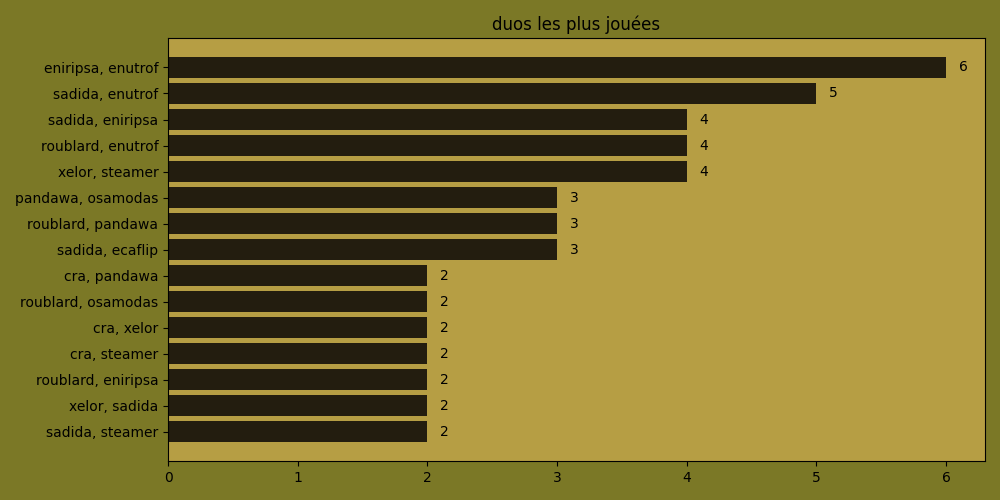 duos les plus jouées
eniripsa, enutrof 6
sadida, enutrof 5
sadida, eniripsa 4
roublard, enutrof 4
xelor, steamer 4
pandawa, osamodas 3
roublard, pandawa 3
sadida, ecaflip 3
cra, pandawa 2
roublard, osamodas 2
cra, xelor 2
cra, steamer 2
roublard, eniripsa 2
xelor, sadida 2
sadida, steamer 2
0 1 2 3 4 5 6